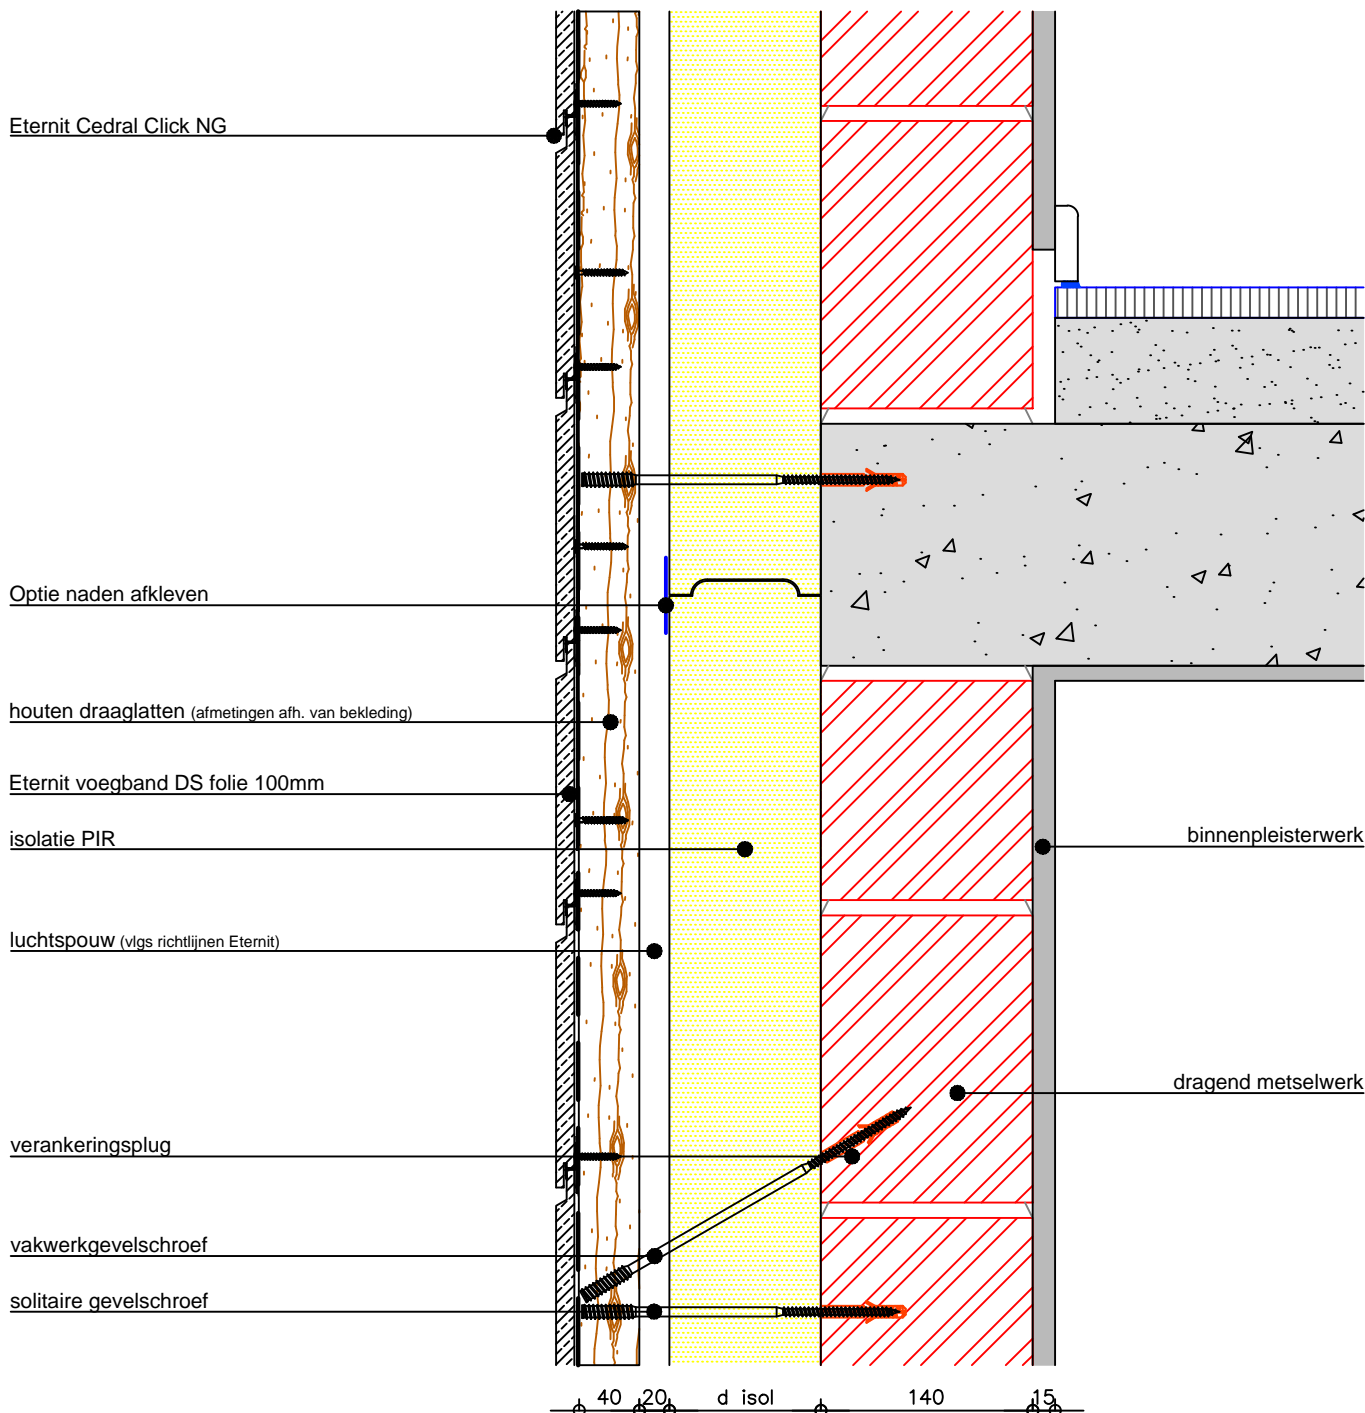 Eternit Cedral Click NG
Optie naden afkleven
houten draaglatten (afmetingen afh. van bekleding)
Eternit voegband DS folie 100mm
isolatie PIR
binnenpleisterwerk
luchtspouw (vlgs richtlijnen Eternit)
dragend metselwerk
verankeringsplug
vakwerkgevelschroef
solitaire gevelschroef
40 20 d isol 140 15